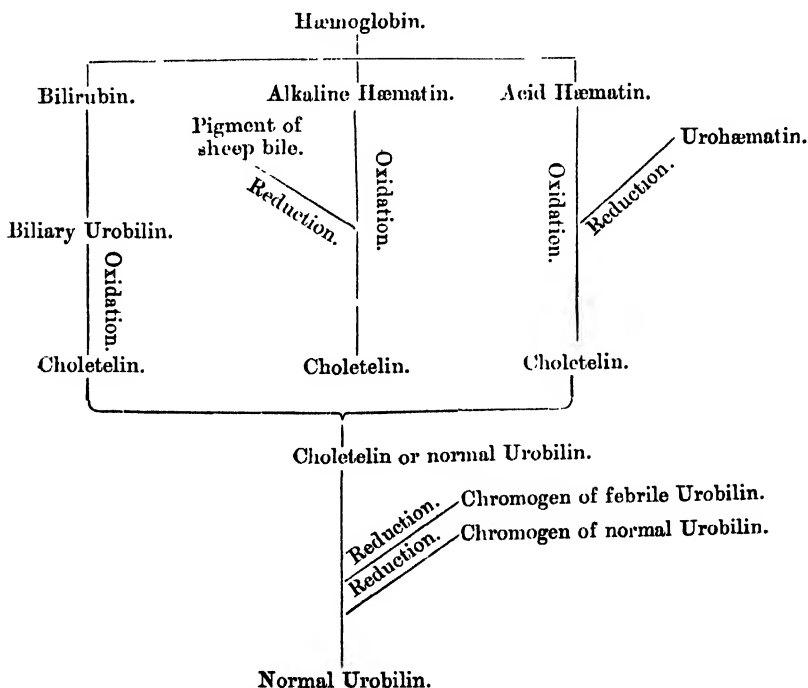 Hæmoglobin.
Bilirubin.
Alkaline Hæmatin.
Acid Hæmatin.
Pigment of
sheep bile.
Reduction.
Oxidation.
Oxidation.
Urohæmatin.
Reduction.
Biliary Urobilin.
Oxidation.
Choletelin.
Choletelin.
Choletelin.
Choletelin or normal Urobilin.
Reduction.
Chromogen of febrile Urobilin.
Reduction.
Chromogen of normal Urobilin.
Normal Urobilin.